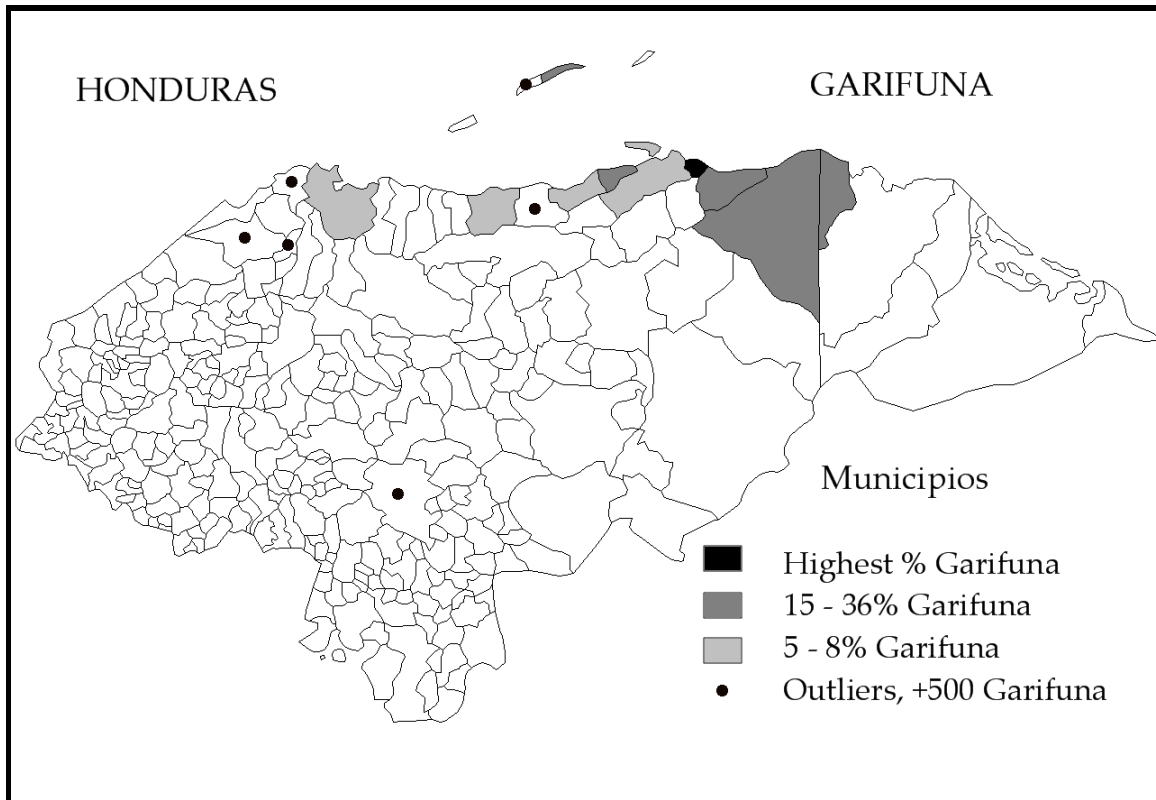 HONDURAS
GARIFUNA
Municipios
Highest % Garifuna
15 - 36% Garifuna
5 - 8% Garifuna
Outliers, +500 Garifuna